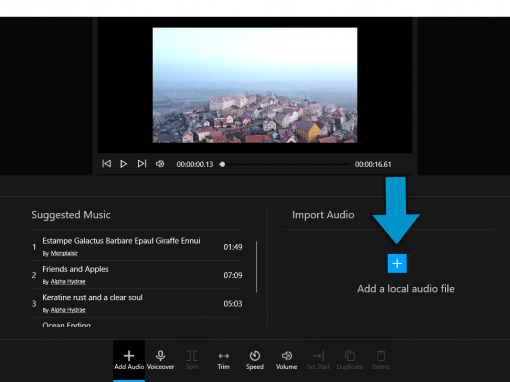 00:00:00.13
00:00:16.61
Suggested Music
Import Audio
1 Estampe Galactus Barbare Epaul Giraffe Ennui 01:49
By Monplaisir
2 Friends and Apples 07:09
By Alpha Hydrae
3 Keratine rust and a clear soul 05:03
By Alpha Hydrae
Ocean Ending
Add a local audio file
Add Audio Voiceover Split Trim Speed Volume Set Start Duplicate Delete